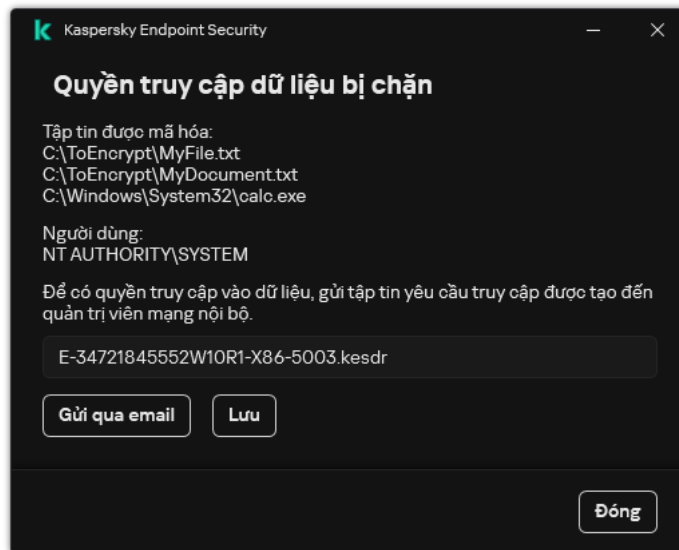 Kaspersky Endpoint Security
Quyền truy cập dữ liệu bị chặn
Tập tin được mã hóa:
C:\ToEncrypt\MyFile.txt
C:\ToEncrypt\MyDocument.txt
C:\Windows\System32\calc.exe
Người dùng:
NT AUTHORITY\SYSTEM
Để có quyền truy cập vào dữ liệu, gửi tập tin yêu cầu truy cập được tạo đến
quản trị viên mạng nội bộ.
E-34721845552W10R1-X86-5003.kesdr
Gửi qua email
Lưu
Đóng